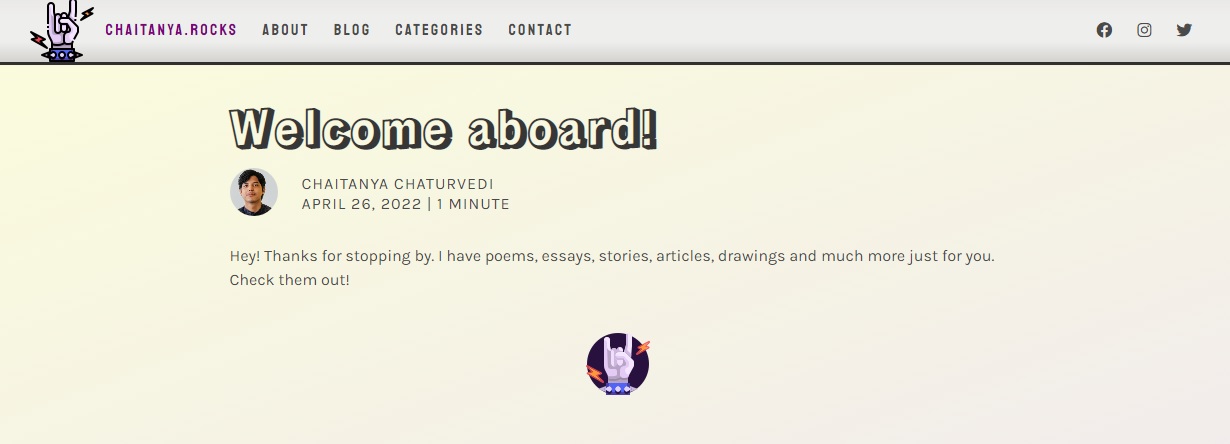 CHAITANYA.ROCKS ABOUT BLOG CATEGORIES CONTACT
Welcome aboard!
CHAITANYA CHATURVEDI
APRIL 26, 2022 | 1 MINUTE
Hey! Thanks for stopping by. I have poems, essays, stories, articles, drawings and much more just for you.
Check them out!